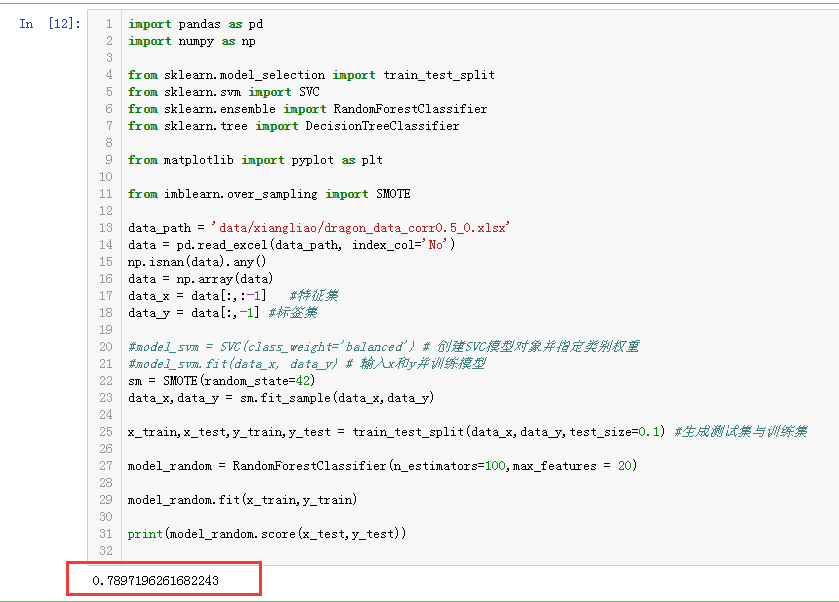 In [12]:
1 import pandas as pd
2 import numpy as np
3
4 from sklearn.model_selection import train_test_split
5 from sklearn.svm import SVC
6 from sklearn.ensemble import RandomForestClassifier
7 from sklearn.tree import DecisionTreeClassifier
8
9 from matplotlib import pyplot as plt
10
11 from imblearn.over_sampling import SMOTE
12
13 data_path = 'data/xiangliao/dragon_data_corr0.5_0.xlsx'
14 data = pd.read_excel(data_path, index_col='No')
15 np.isnan(data).any()
16 data = np.array(data)
17 data_x = data[:,:-1]   #特征集
18 data_y = data[:,-1] #标签集
19
20 #model_svm = SVC(class_weight='balanced') # 创建SVC模型对象并指定类别权重
21 #model_svm.fit(data_x, data_y) # 输入x和y并训练模型
22 sm = SMOTE(random_state=42)
23 data_x,data_y = sm.fit_sample(data_x,data_y)
24
25 x_train,x_test,y_train,y_test = train_test_split(data_x,data_y,test_size=0.1) #生成测试集与训练集
26
27 model_random = RandomForestClassifier(n_estimators=100,max_features = 20)
28
29 model_random.fit(x_train,y_train)
30
31 print(model_random.score(x_test,y_test))
32
0.7897196261682243